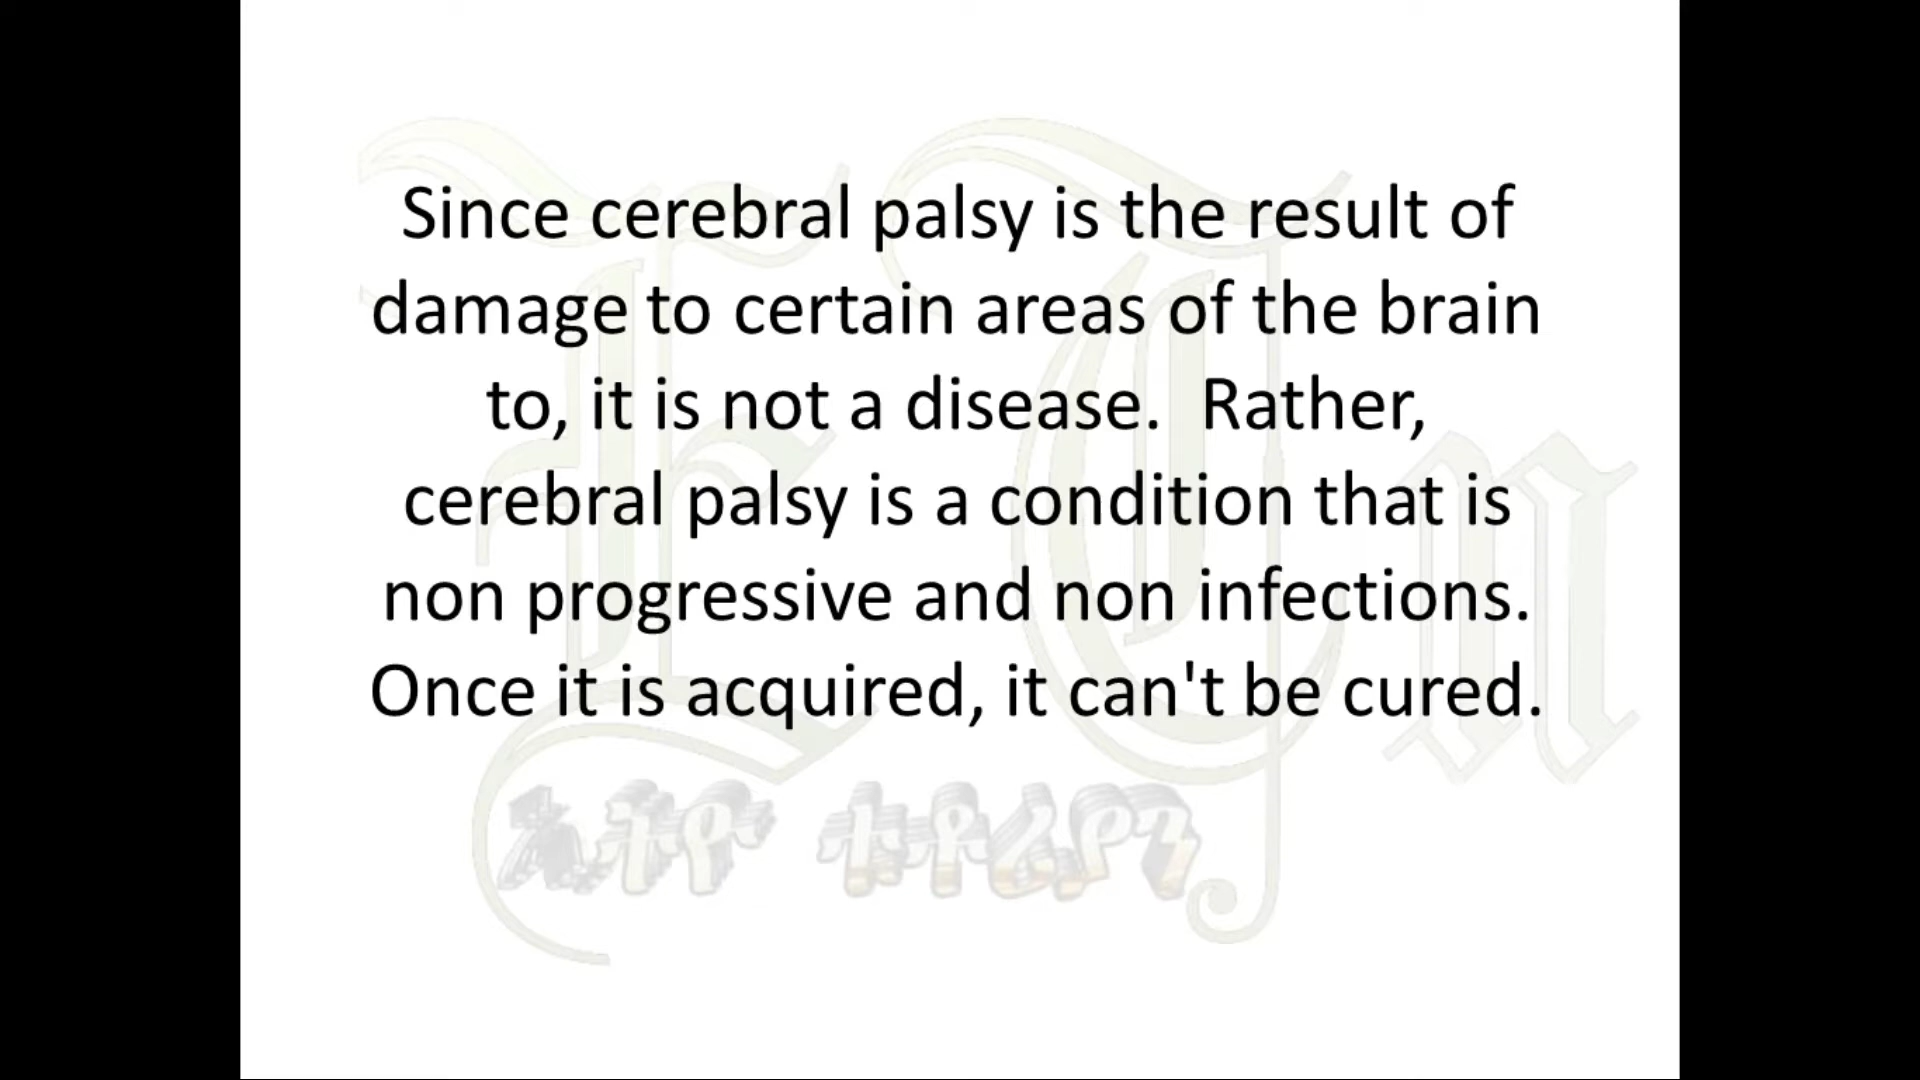 Since cerebral palsy is the result of
damage to certain areas of the brain
to, it is not a disease.  Rather,
cerebral palsy is a condition that is
non progressive and non infections.
Once it is acquired, it can't be cured.